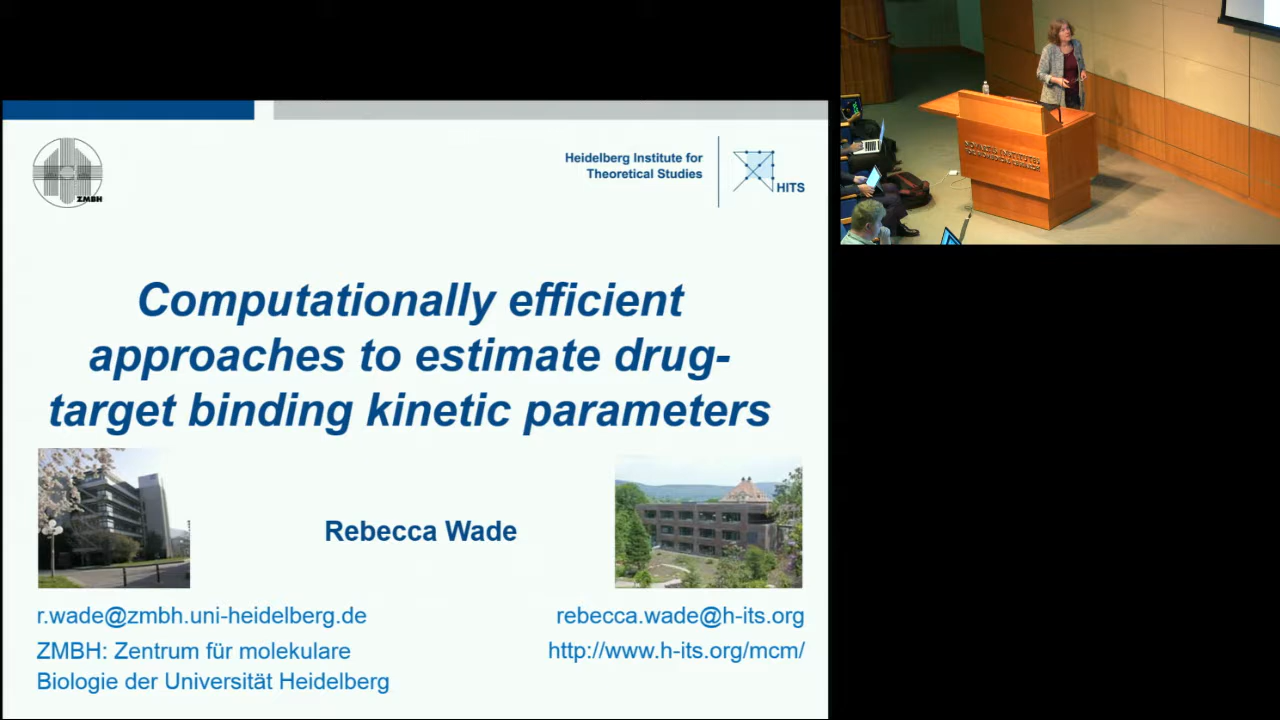 ZMBH
Heidelberg Institute for
Theoretical Studies
HITS
Computationally efficient
approaches to estimate drug-
target binding kinetic parameters
Rebecca Wade
r.wade@zmbh.uni-heidelberg.de
rebecca.wade@h-its.org
ZMBH: Zentrum für molekulare
Biologie der Universität Heidelberg
http://www.h-its.org/mcm/
NOVARTIS INSTITUTES